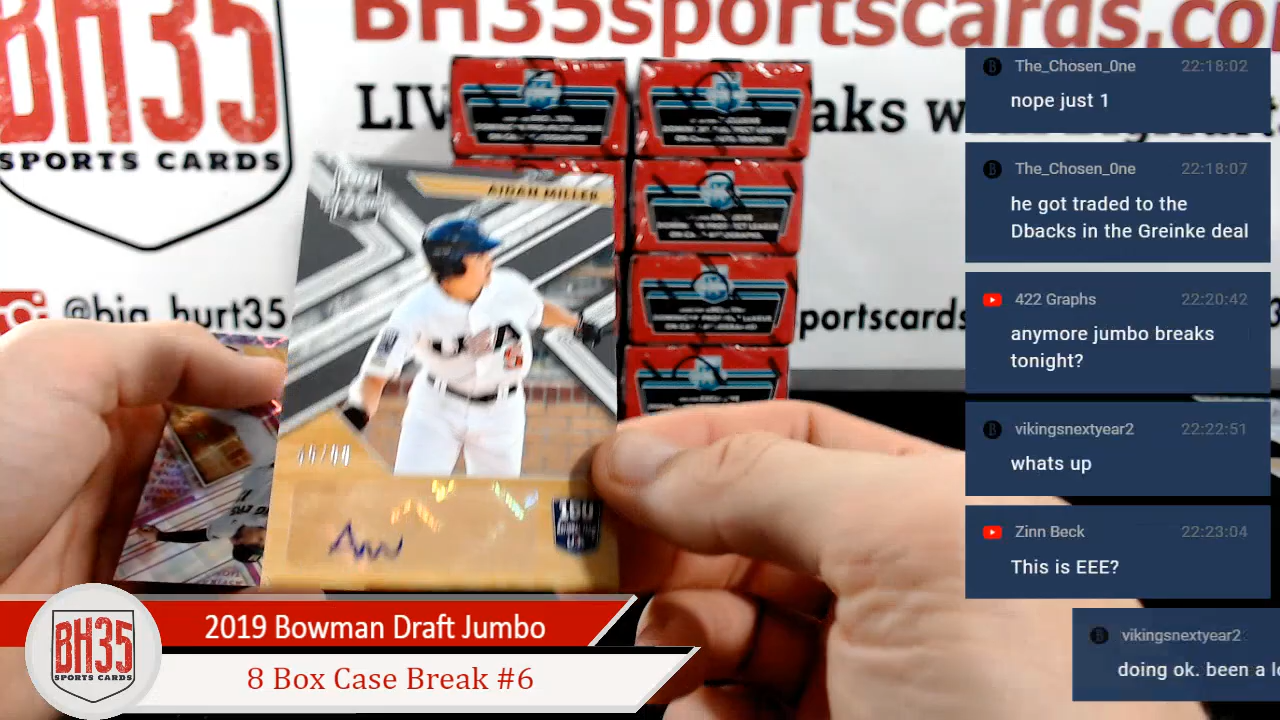 BH35
SPORTS CARDS
BH35sportscards.co
LIV
aks w
@big_hurt35
portscards
AIDAN MILLER
USA
The_Chosen_0ne 22:18:02
nope just 1
The_Chosen_0ne 22:18:07
he got traded to the
Dbacks in the Greinke deal
422 Graphs 22:20:42
anymore jumbo breaks
tonight?
vikingsnextyear2 22:22:51
whats up
Zinn Beck 22:23:04
This is EEE?
vikingsnextyear2
doing ok. been a lo
BH35
SPORTS CARDS
2019 Bowman Draft Jumbo
8 Box Case Break #6